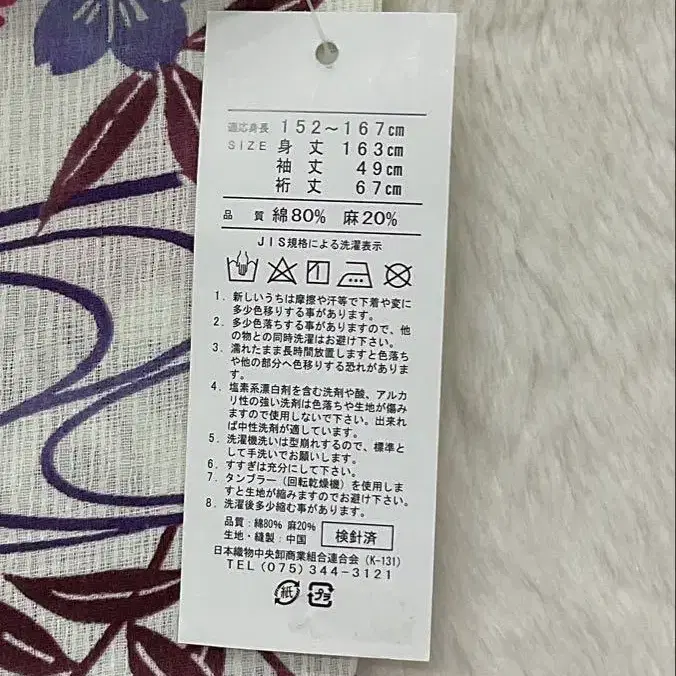 適応身長 152～167cm
SIZE 身丈 163cm
袖丈 49cm
裄丈 67cm
品質 綿80% 麻20%
JIS規格による洗濯表示
1. 新しいうちは摩擦や汗等で下着や変に
多少色移りする事があります。
2. 多少色落ちする事がありますので、他
の物との同時洗濯はお避け下さい。
3. 濡れたまま長時間放置しますと色落ち
や他の部分へ色移りする恐れがありま
す。
4. 塩素系漂白剤を含む洗剤や酸、アルカ
リ性の強い洗剤は色落ちや生地が傷み
ますので使用しないで下さい。出来れ
ば中性洗剤が適しています。
5. 洗濯機洗いは型崩れするので、標準と
して手洗いでお願いします。
6. すすぎは充分にして下さい。
7. タンブラー（回転乾燥機）を使用しま
すと生地が縮みますのでお避け下さい。
8. 洗濯後多少縮む事があります。
品質：綿80% 麻20%
生地・縫製：中国
検針済
日本織物中央卸商業組合連合会（K-131）
TEL(075)344-3121
紙 プラ